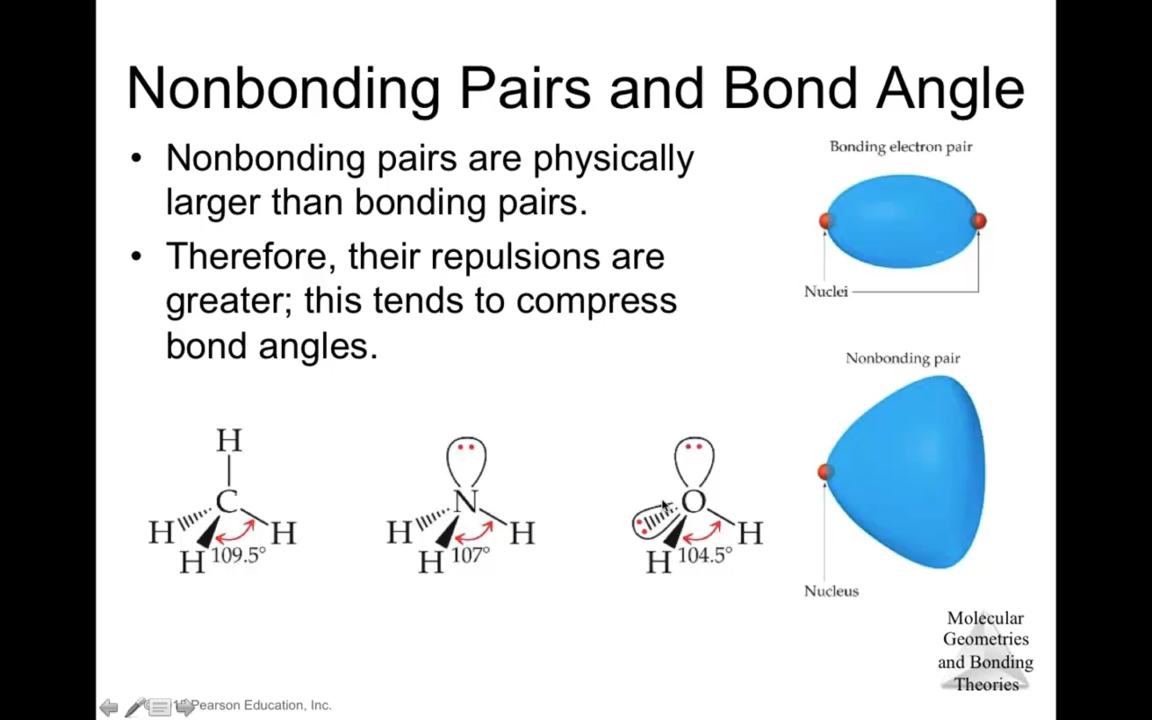 Nonbonding Pairs and Bond Angle
• Nonbonding pairs are physically
larger than bonding pairs.
• Therefore, their repulsions are
greater; this tends to compress
bond angles.
Bonding electron pair
Nuclei
Nonbonding pair
Nucleus
H
C
H
H
H
109.5°
N
H
H
H
107°
O
H
H
104.5°
Molecular
Geometries
and Bonding
Theories
Pearson Education, Inc.